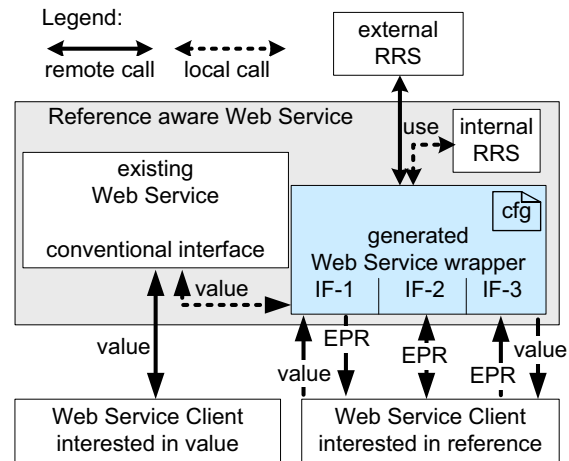 Legend:
remote call
local call
external
RRS
Reference aware Web Service
use
internal
RRS
existing
Web Service
conventional interface
cfg
generated
Web Service wrapper
IF-1
IF-2
IF-3
value
value
value
EPR
EPR
EPR
value
Web Service Client
interested in value
Web Service Client
interested in reference